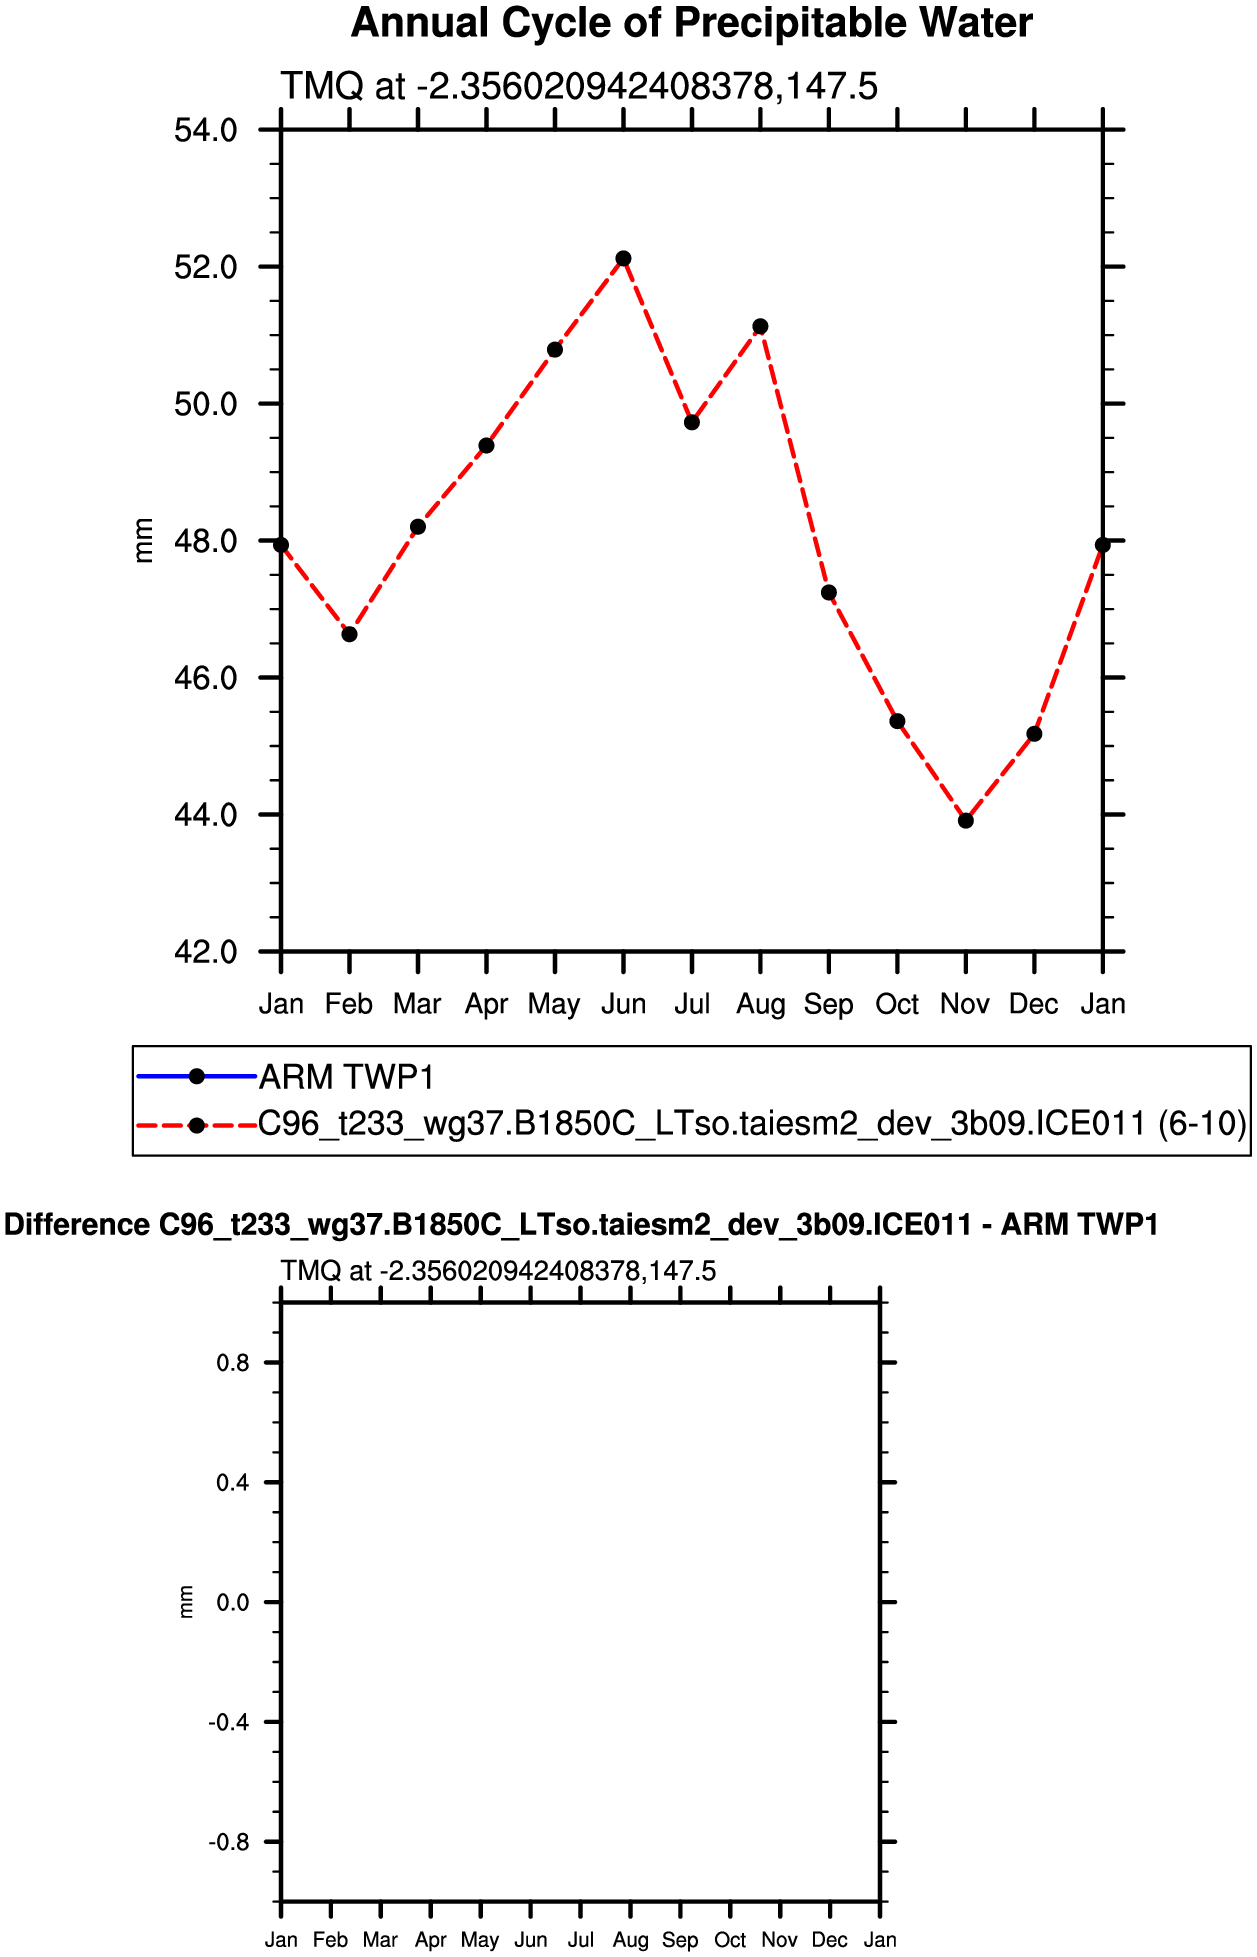 Annual Cycle of Precipitable Water
TMQ at -2.356020942408378,147.5
54.0
52.0
50.0
48.0
46.0
44.0
42.0
mm
Jan Feb Mar Apr May Jun Jul Aug Sep Oct Nov Dec Jan
ARM TWP1
C96_t233_wg37.B1850C_LTso.taiesm2_dev_3b09.ICE011 (6-10)
Difference C96_t233_wg37.B1850C_LTso.taiesm2_dev_3b09.ICE011 - ARM TWP1
TMQ at -2.356020942408378,147.5
0.8
0.4
0.0
-0.4
-0.8
mm
Jan Feb Mar Apr May Jun Jul Aug Sep Oct Nov Dec Jan